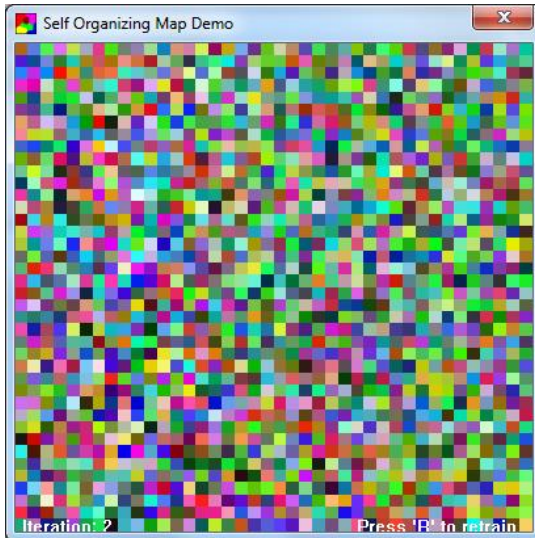 Self Organizing Map Demo
Iteration: 2
Press 'R' to retrain